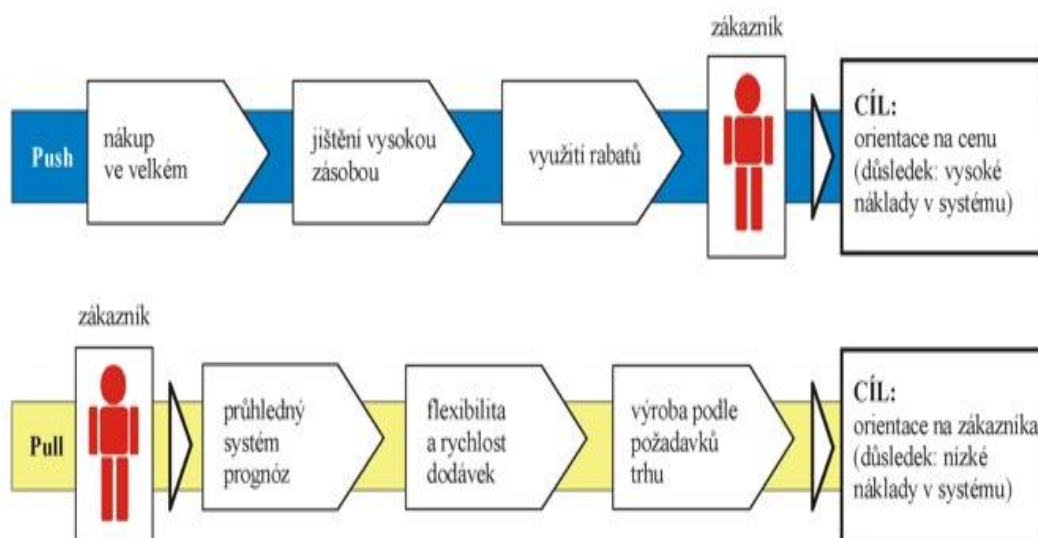 zákazník
Push
nákup
ve velkém
jištění vysokou
zásobou
využití rabatů
CÍL:
orientace na cenu
(důsledek: vysoké
náklady v systému)
zákazník
Pull
průhledný
systém
prognóz
flexibilita
a rychlost
dodávek
výroba podle
požadavků
trhu
CÍL:
orientace na zákazníka
(důsledek: nízké
náklady v systému)